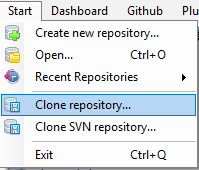 Start Dashboard Github
Create new repository...
Open... Ctrl+O
Recent Repositories
Clone repository...
Clone SVN repository...
Exit Ctrl+Q